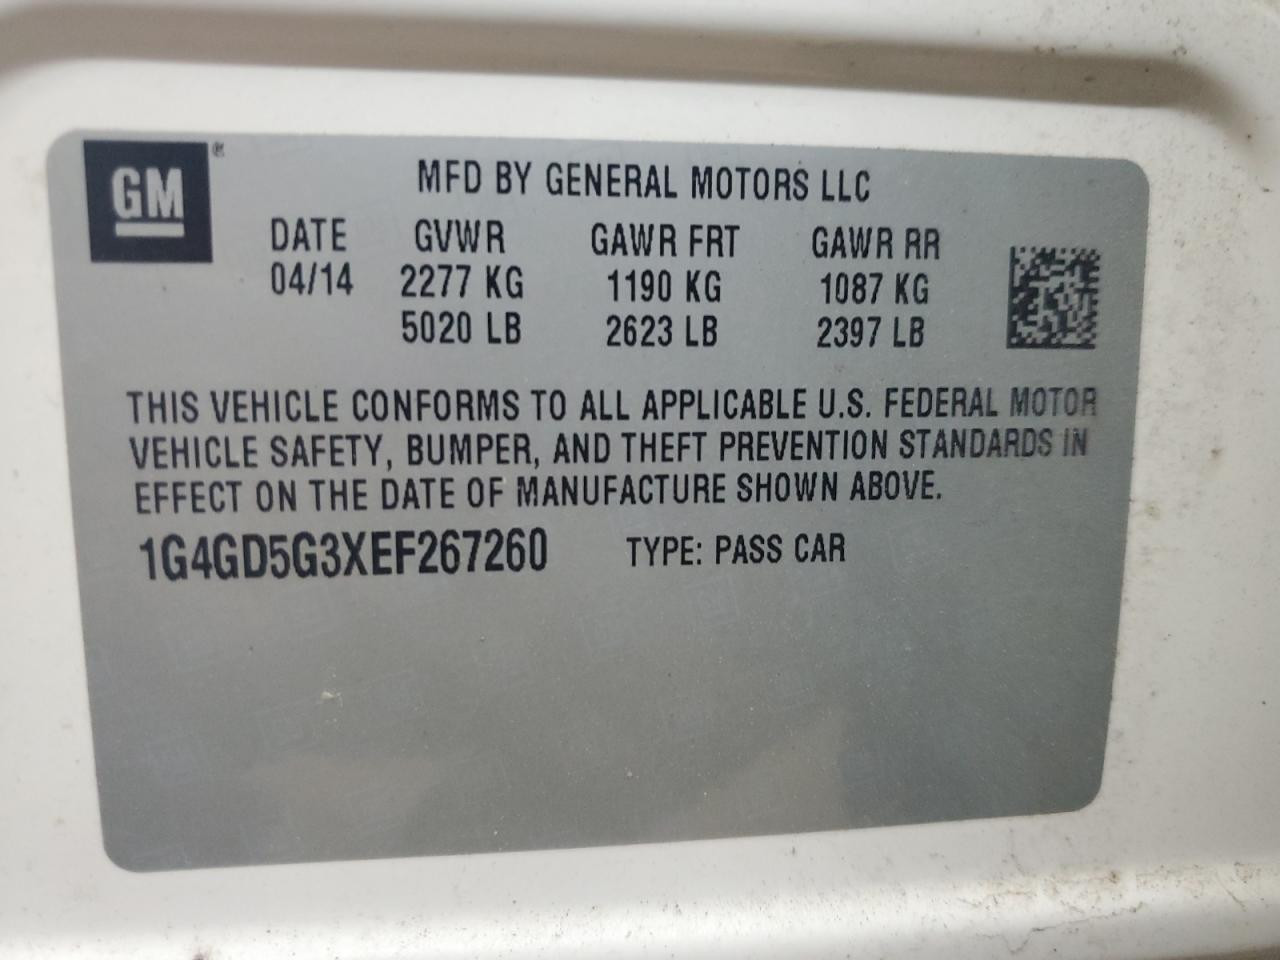 GM®
MFD BY GENERAL MOTORS LLC
DATE GVWR GAWR FRT GAWR RR
04/14 2277 KG 1190 KG 1087 KG
5020 LB 2623 LB 2397 LB
THIS VEHICLE CONFORMS TO ALL APPLICABLE U.S. FEDERAL MOTOR
VEHICLE SAFETY, BUMPER, AND THEFT PREVENTION STANDARDS IN
EFFECT ON THE DATE OF MANUFACTURE SHOWN ABOVE.
1G4GD5G3XEF267260 TYPE: PASS CAR